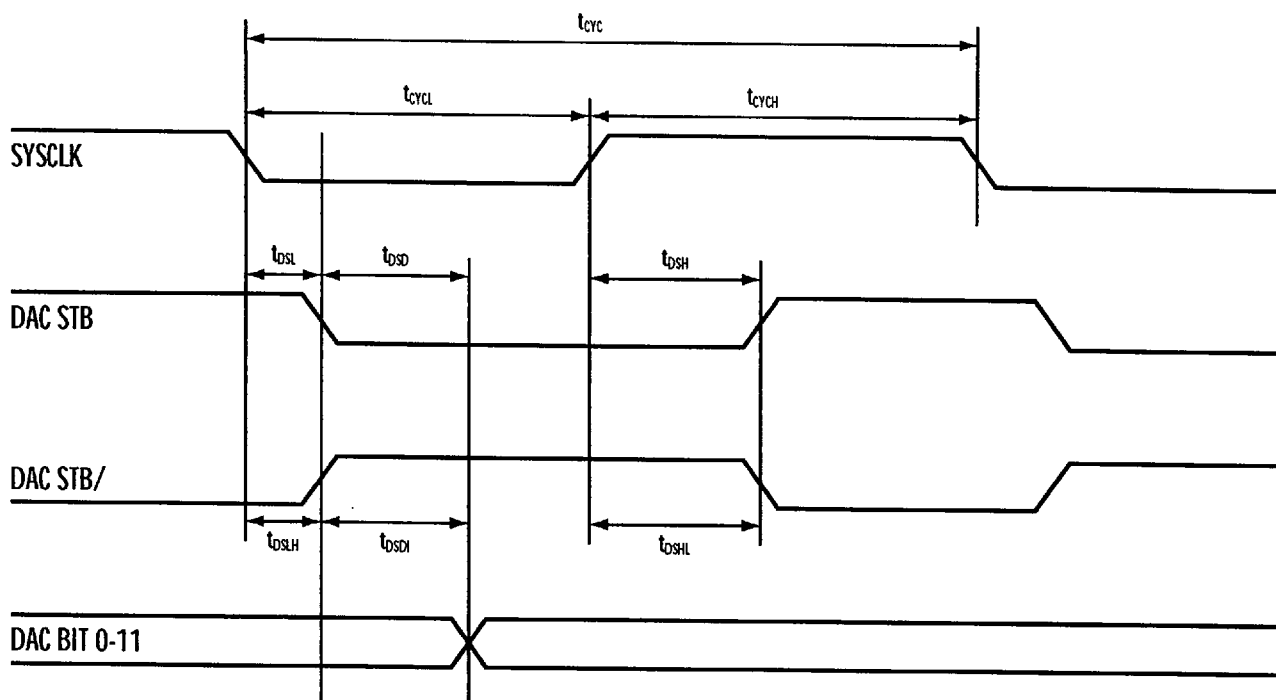 tCYC
tCYCL
tCYCH
SYSCLK
tDSL
tDSD
tDSH
DAC STB
DAC STB/
tDSLH
tDSDI
tDSHL
DAC BIT 0-11